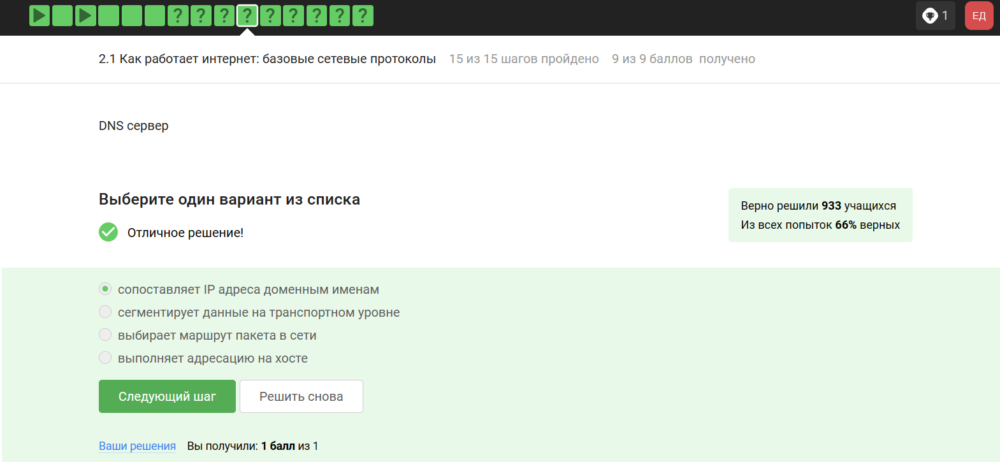 ? ? ? ? ? ? ? ? ?
1
ЕД
2.1 Как работает интернет: базовые сетевые протоколы 15 из 15 шагов пройдено 9 из 9 баллов получено
DNS сервер
Выберите один вариант из списка
Верно решили 933 учащихся
Из всех попыток 66% верных
Отличное решение!
сопоставляет IP адреса доменным именам
сегментирует данные на транспортном уровне
выбирает маршрут пакета в сети
выполняет адресацию на хосте
Следующий шаг
Решить снова
Ваши решения Вы получили: 1 балл из 1